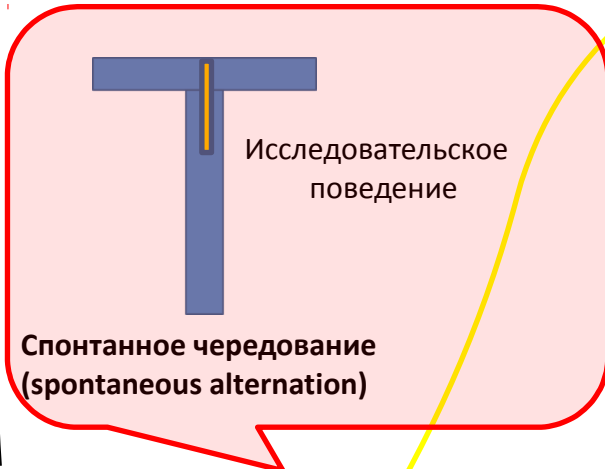 Исследовательское
поведение
Спонтанное чередование
(spontaneous alternation)